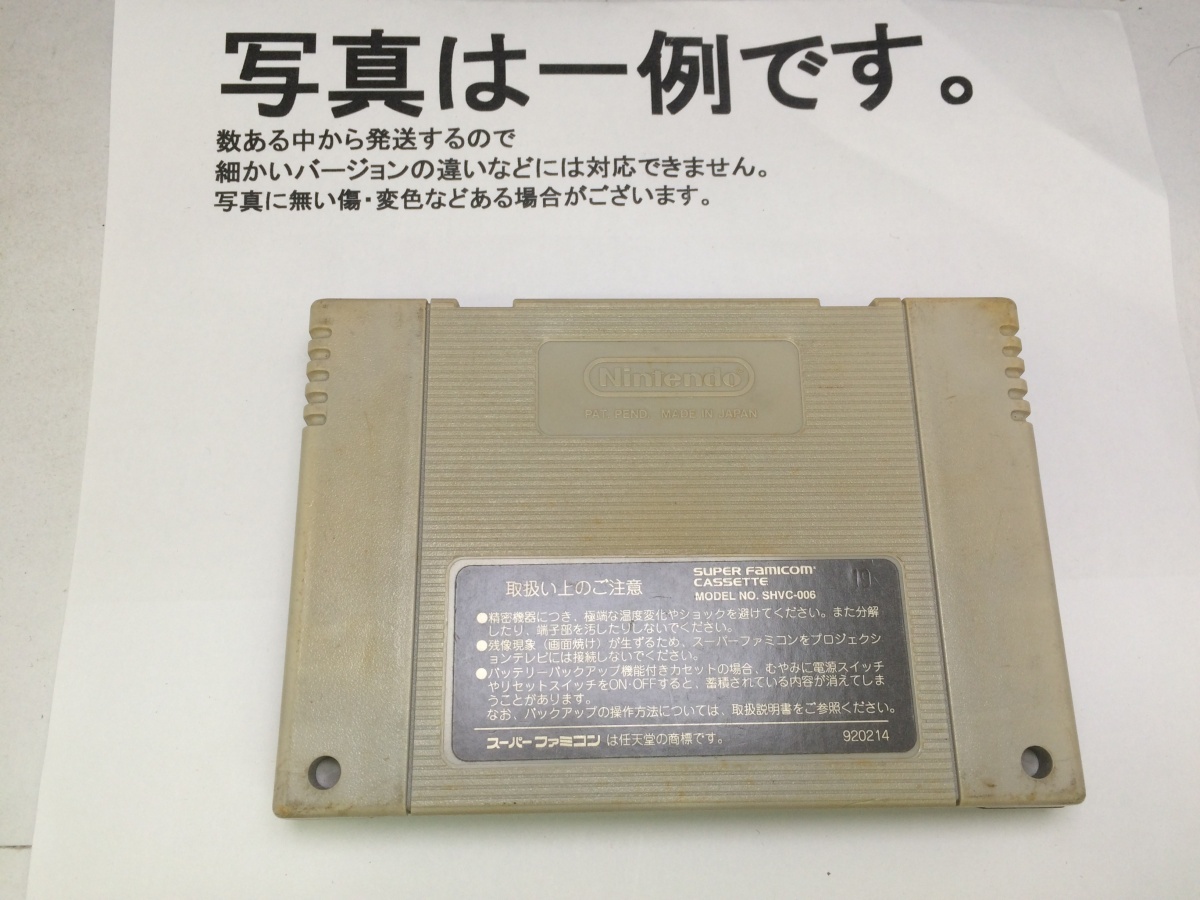 写真は一例です。
数ある中から発送するので
細かいバージョンの違いなどには対応できません。
写真に無い傷・変色などある場合がございます。
Nintendo
PAT. PEND. MADE IN JAPAN
取扱い上のご注意
SUPER FAMICOM
CASSETTE
MODEL NO. SHVC-006
19
●精密機器につき、極端な温度変化やショックを避けてください。また分解
したり、端子部を汚したりしないでください。
●残像現象(画面焼け)が生ずるため、スーパーファミコンをプロジェクシ
ョンテレビには接続しないでください。
●バッテリーバックアップ機能付きカセットの場合、むやみに電源スイッチ
やリセットスイッチをON・OFFすると、蓄積されている内容が消えてしま
うことがあります。
なお、バックアップの操作方法については、取扱説明書をご参照ください。
スーパーファミコンは任天堂の商標です。
920214